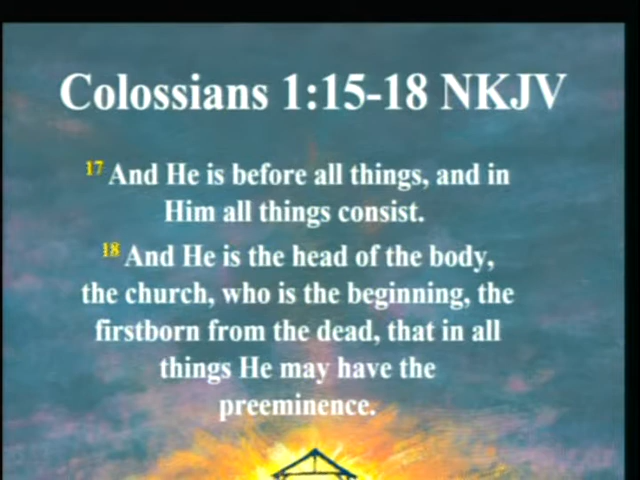 Colossians 1:15-18 NKJV
17 And He is before all things, and in
Him all things consist.
18 And He is the head of the body,
the church, who is the beginning, the
firstborn from the dead, that in all
things He may have the
preeminence.